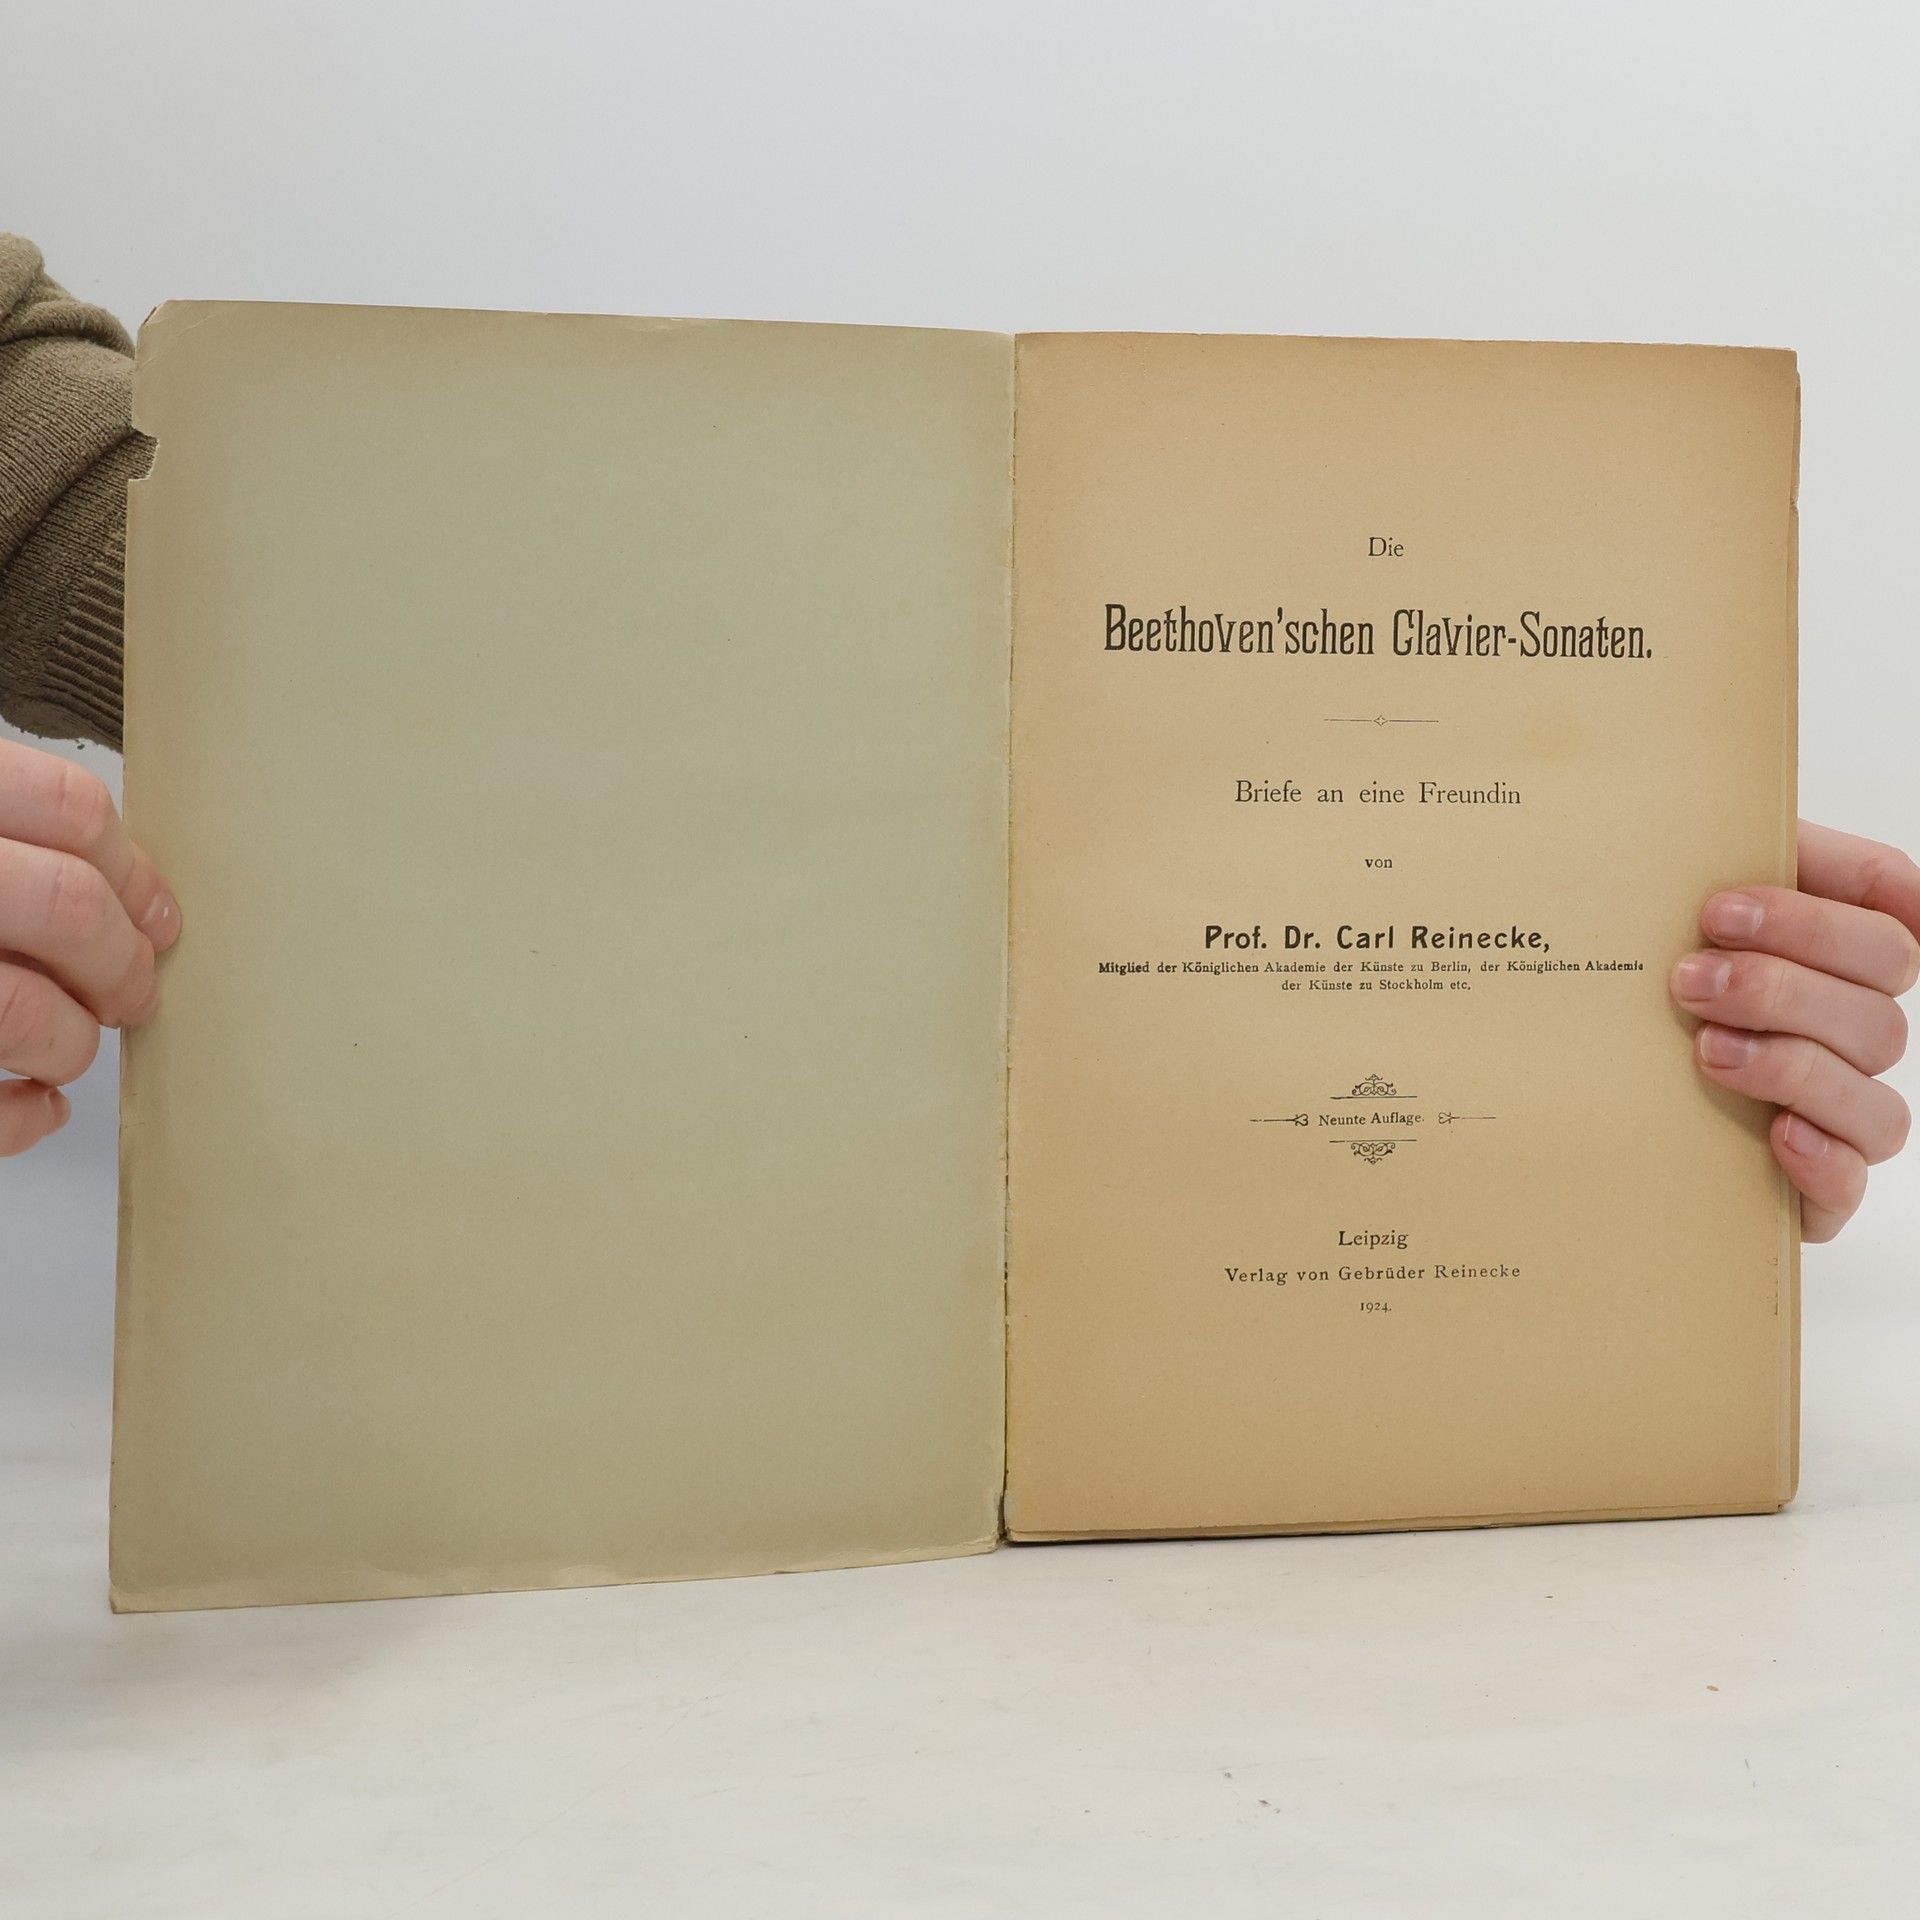 Die
Beethoven'schen Clavier-Sonaten.
Briefe an eine Freundin
von
Prof. Dr. Carl Reinecke,
Mitglied der Königlichen Akademie der Künste zu Berlin, der Königlichen Akademie
der Künste zu Stockholm etc.
Neunte Auflage.
Leipzig
Verlag von Gebrüder Reinecke
1924.